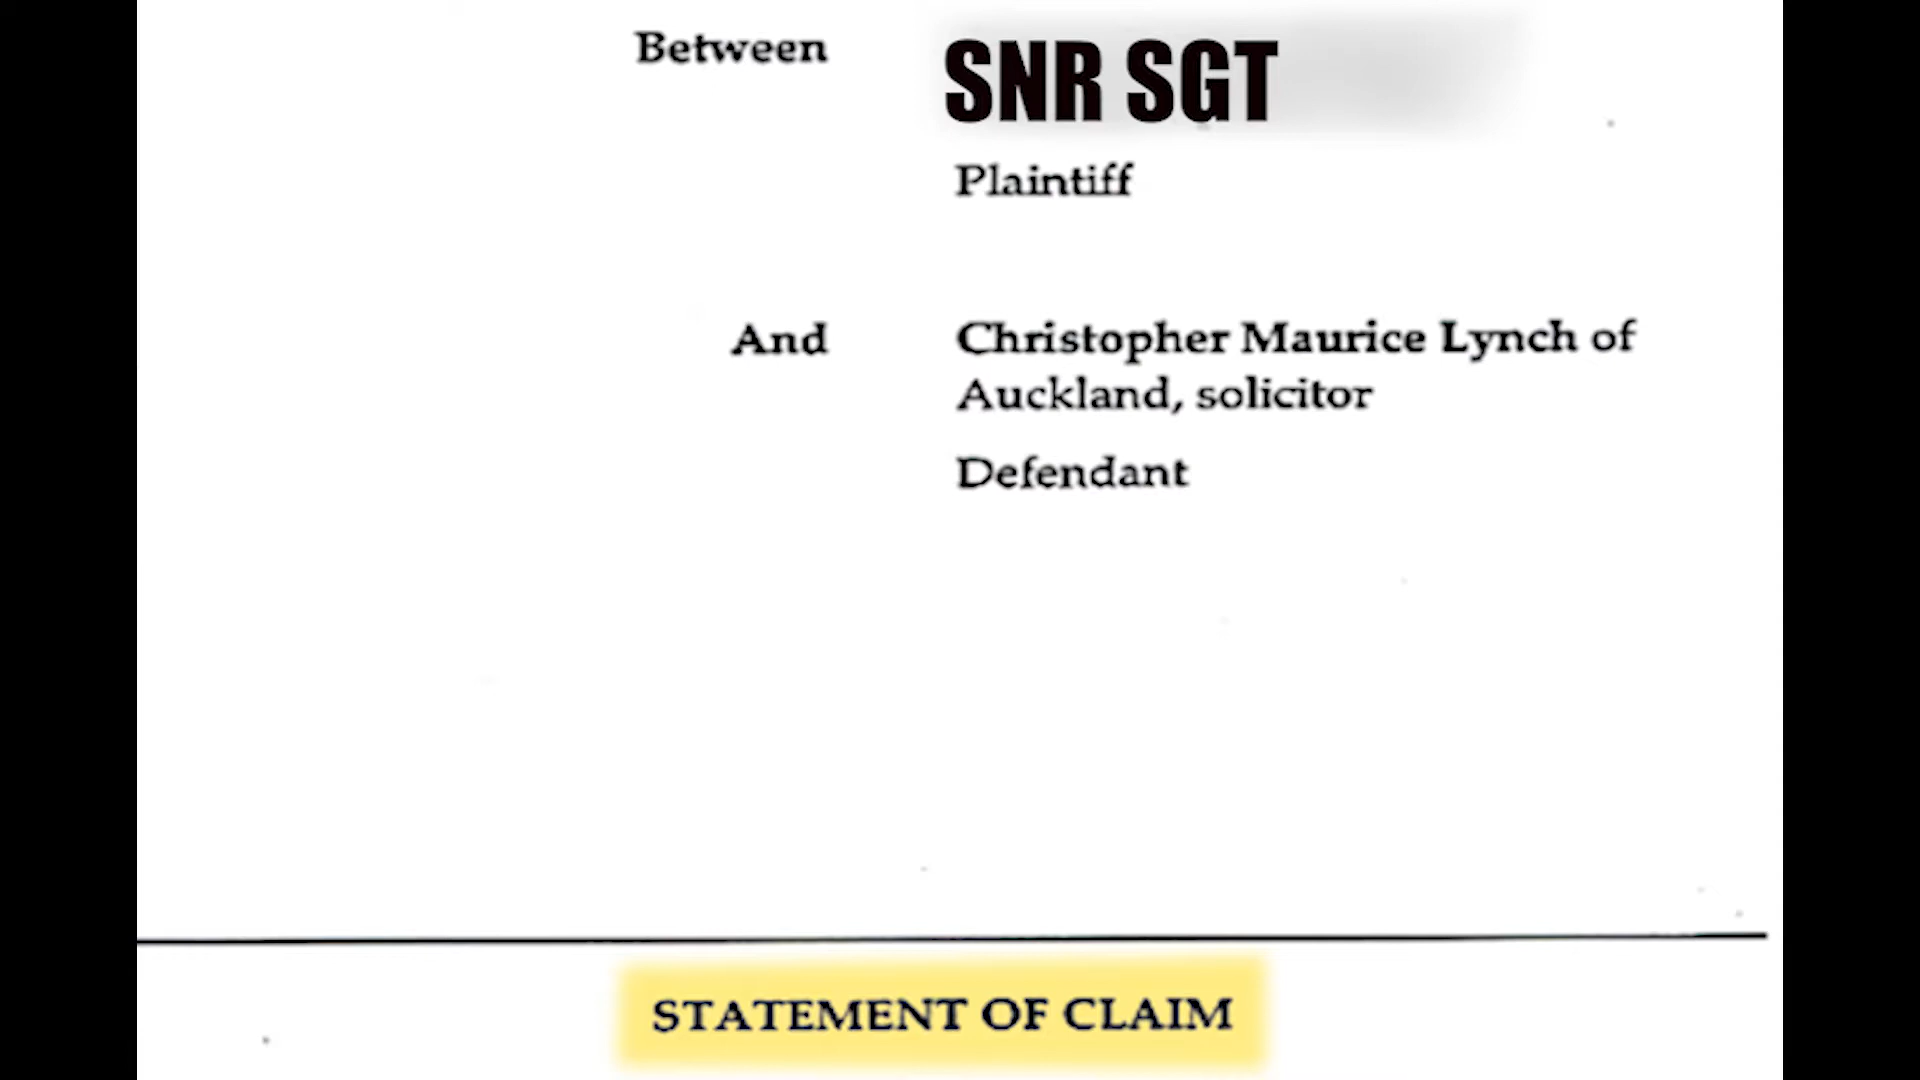 Between SNR SGT
Plaintiff
And Christopher Maurice Lynch of
Auckland, solicitor
Defendant
STATEMENT OF CLAIM